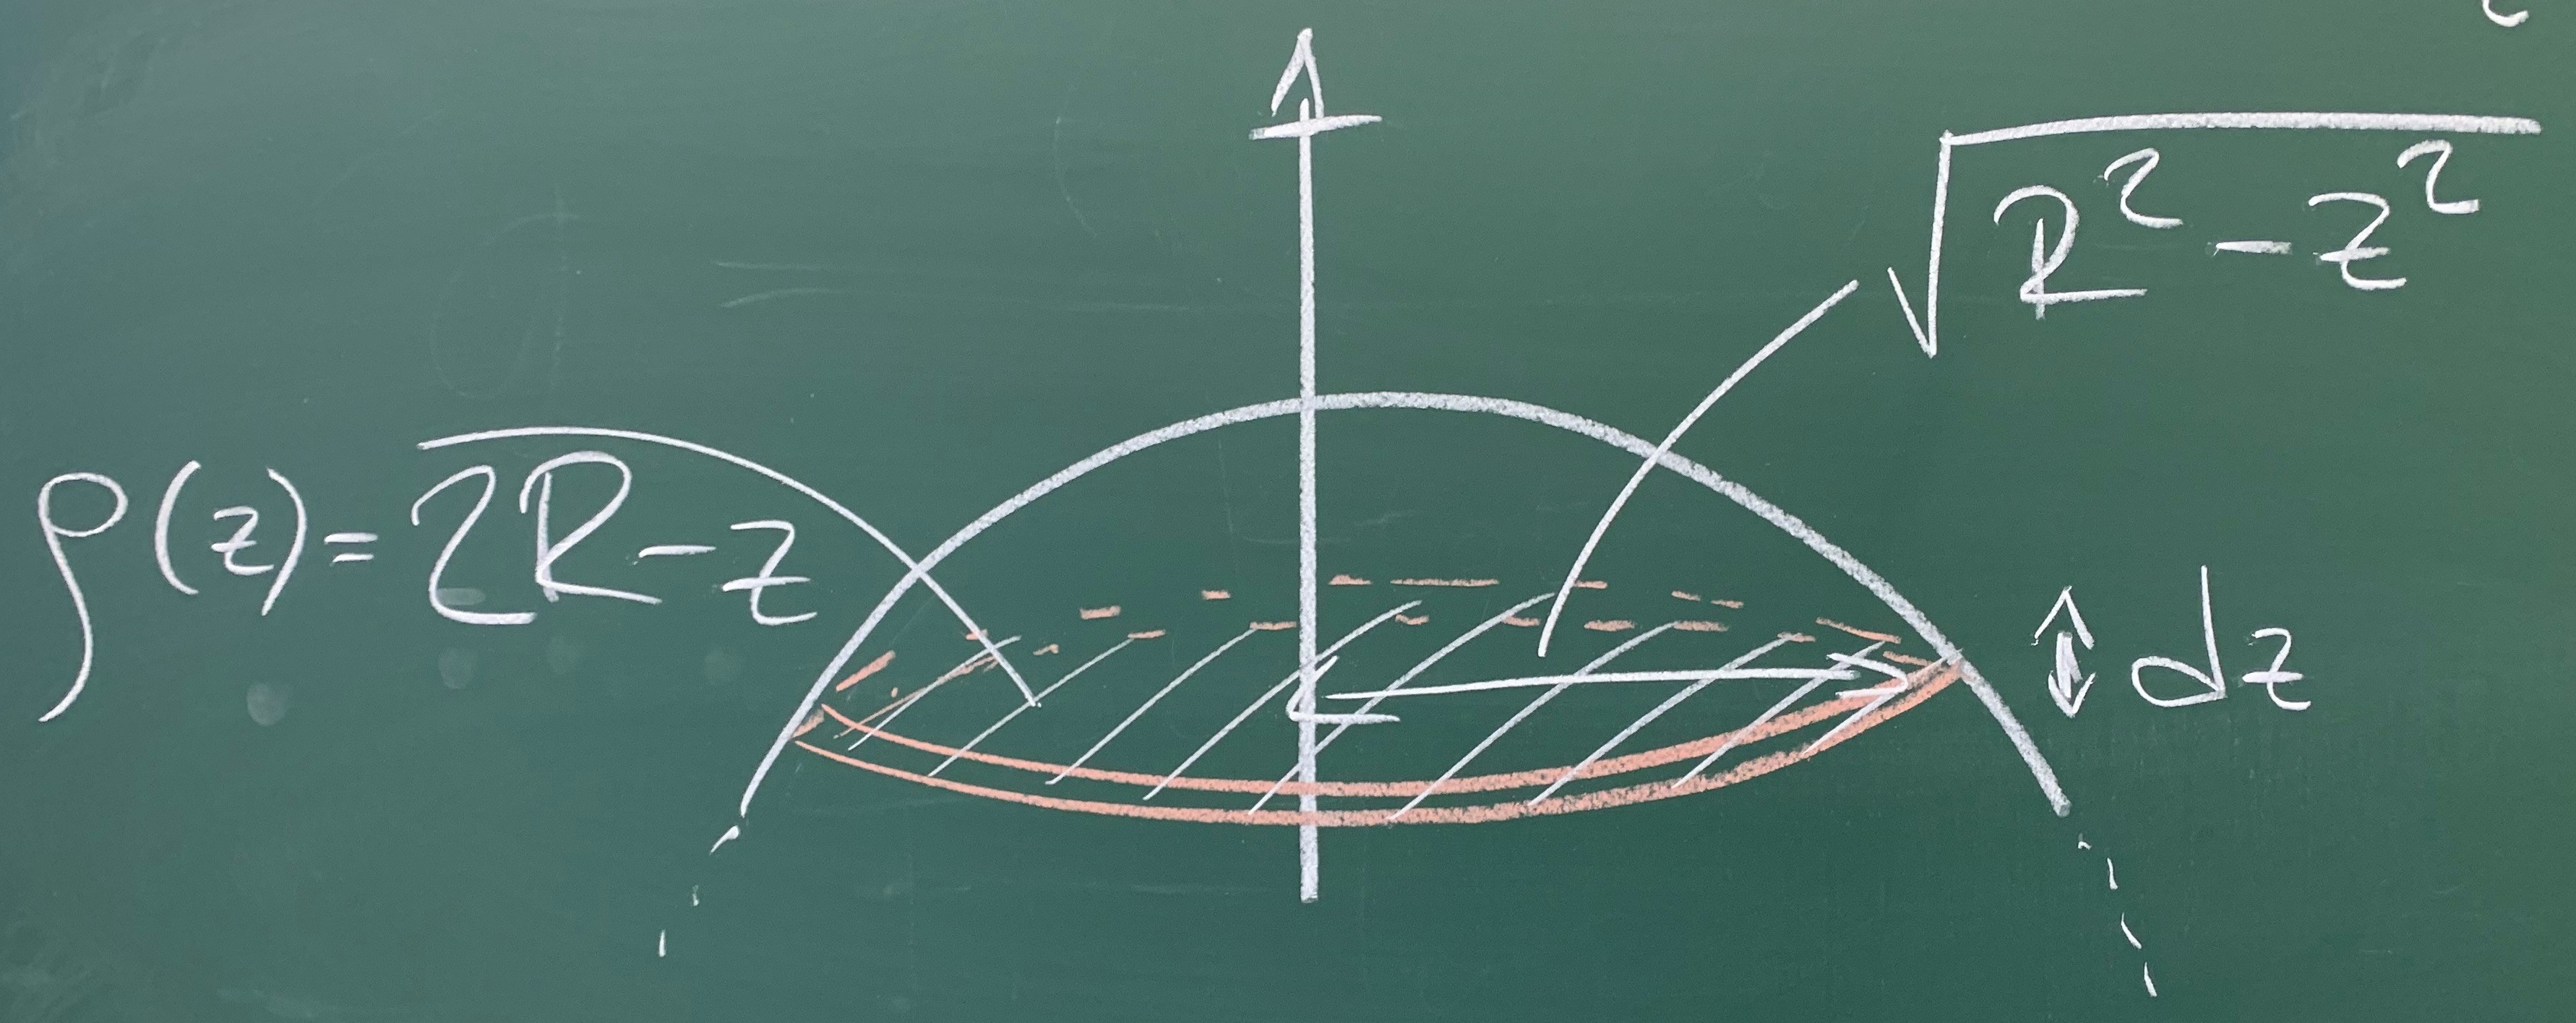 √(R² - z²)
ρ(z) = 2R - z
dz